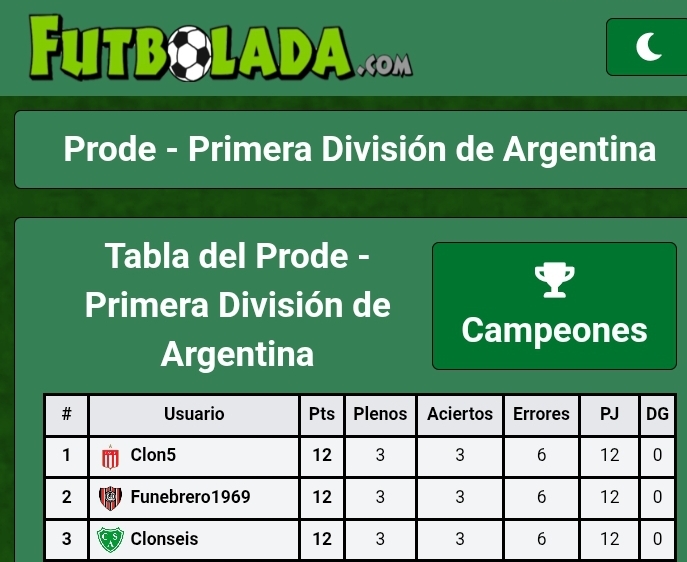 FUTBOLADA.COM
Prode - Primera División de Argentina
Tabla del Prode -
Primera División de
Argentina
Campeones
# Usuario Pts Plenos Aciertos Errores PJ DG
1 Clon5 12 3 3 6 12 0
2 Funebrero1969 12 3 3 6 12 0
3 CSA Clonseis 12 3 3 6 12 0